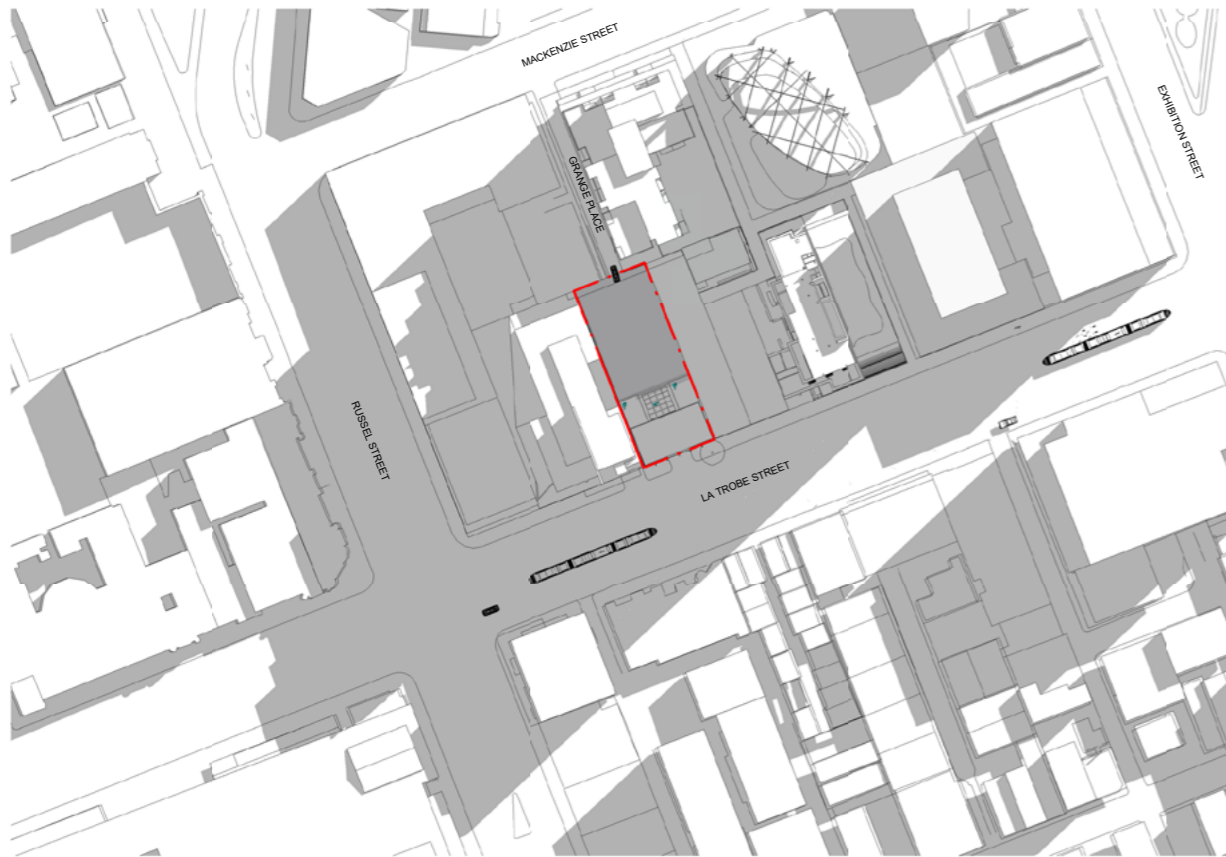 MACKENZIE STREET
EXHIBITION STREET
GRANGE PLACE
RUSSEL STREET
LA TROBE STREET